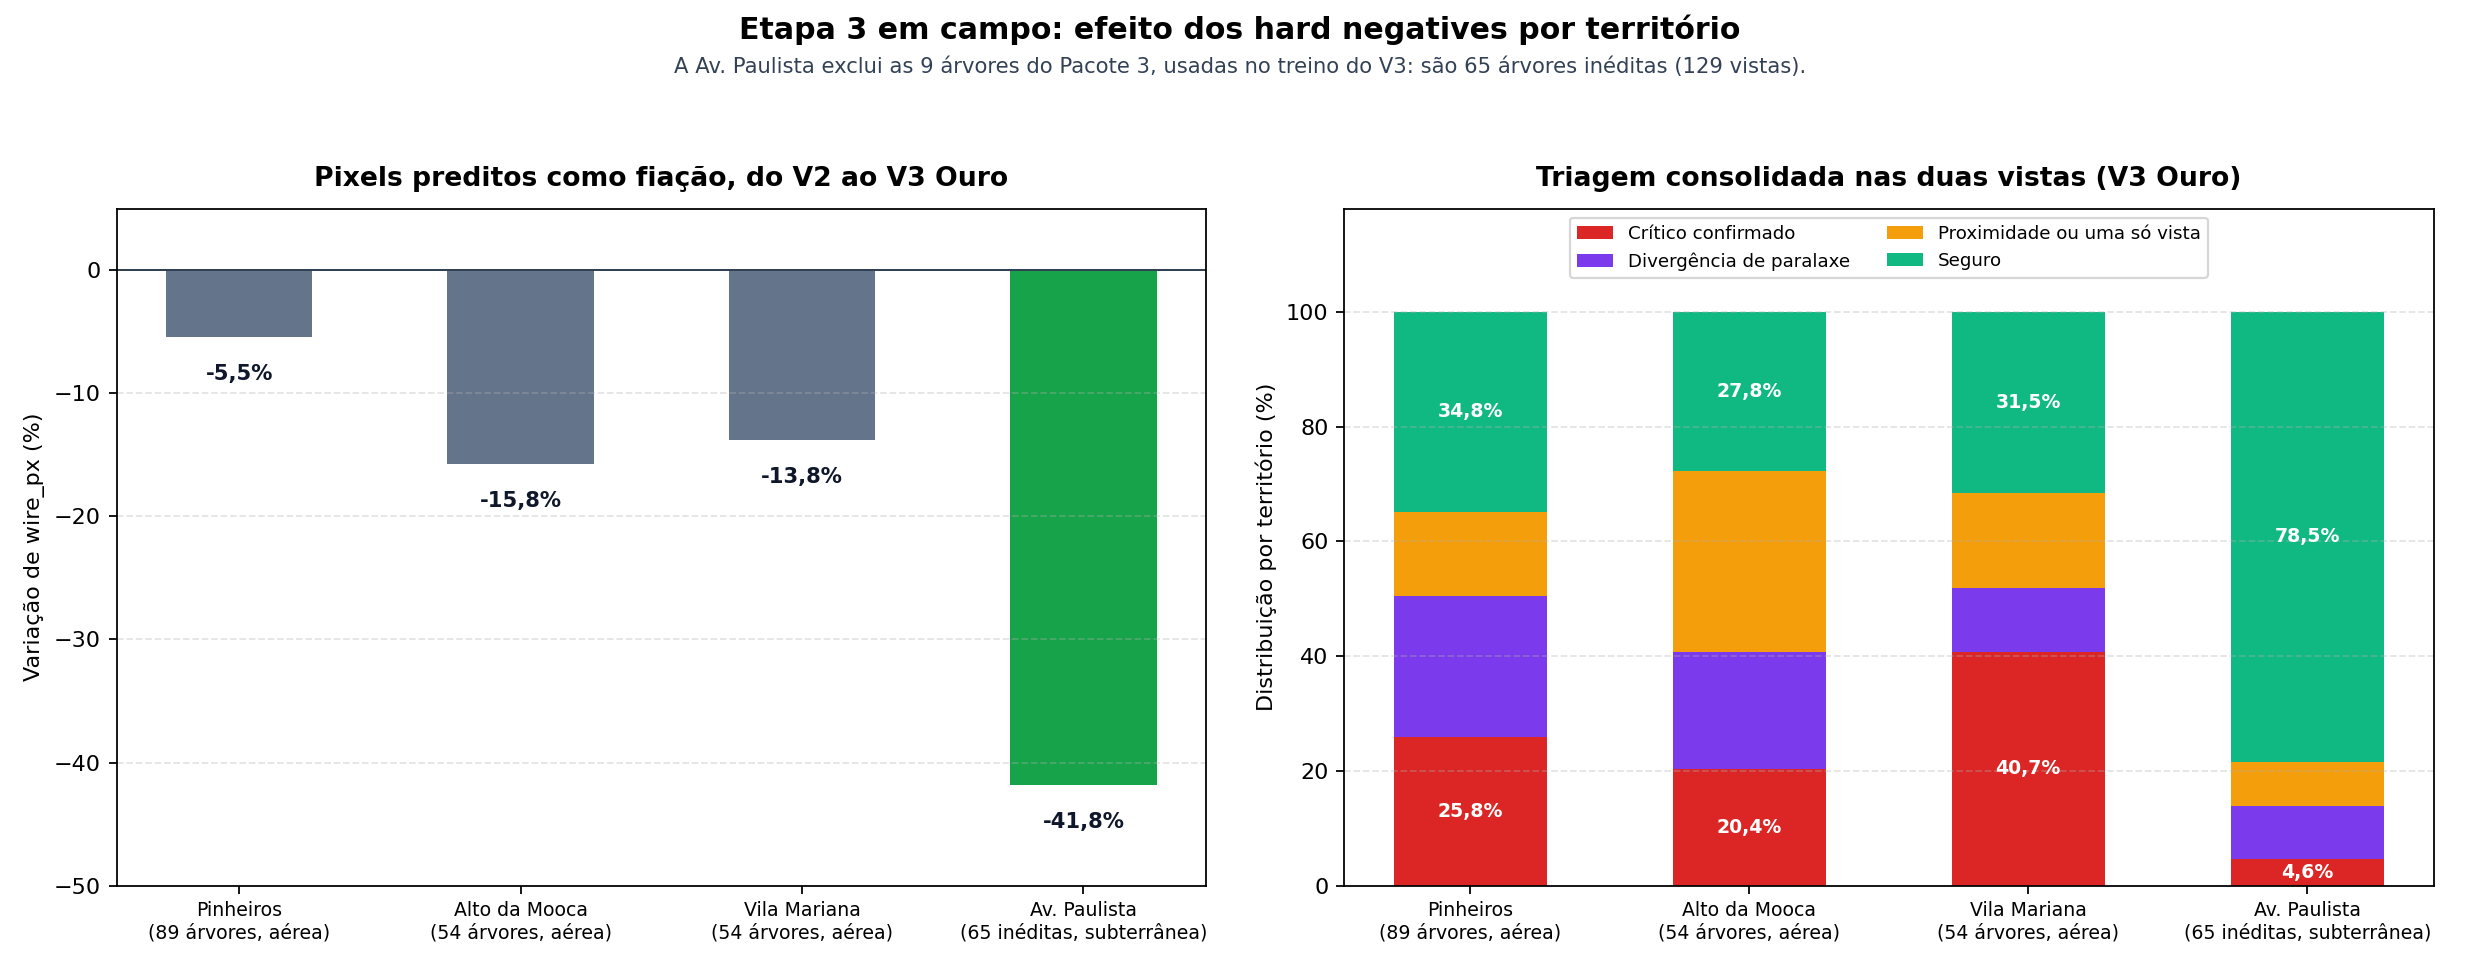 Etapa 3 em campo: efeito dos hard negatives por território
A Av. Paulista exclui as 9 árvores do Pacote 3, usadas no treino do V3: são 65 árvores inéditas (129 vistas).
Pixels preditos como fiação, do V2 ao V3 Ouro
Variação de wire_px (%)
0
−10
−20
−30
−40
−50
-5,5%
-15,8%
-13,8%
-41,8%
Pinheiros
(89 árvores, aérea)
Alto da Mooca
(54 árvores, aérea)
Vila Mariana
(54 árvores, aérea)
Av. Paulista
(65 inéditas, subterrânea)
Triagem consolidada nas duas vistas (V3 Ouro)
Crítico confirmado
Divergência de paralaxe
Proximidade ou uma só vista
Seguro
Distribuição por território (%)
100
80
60
40
20
0
34,8%
25,8%
27,8%
20,4%
31,5%
40,7%
78,5%
4,6%
Pinheiros
(89 árvores, aérea)
Alto da Mooca
(54 árvores, aérea)
Vila Mariana
(54 árvores, aérea)
Av. Paulista
(65 inéditas, subterrânea)